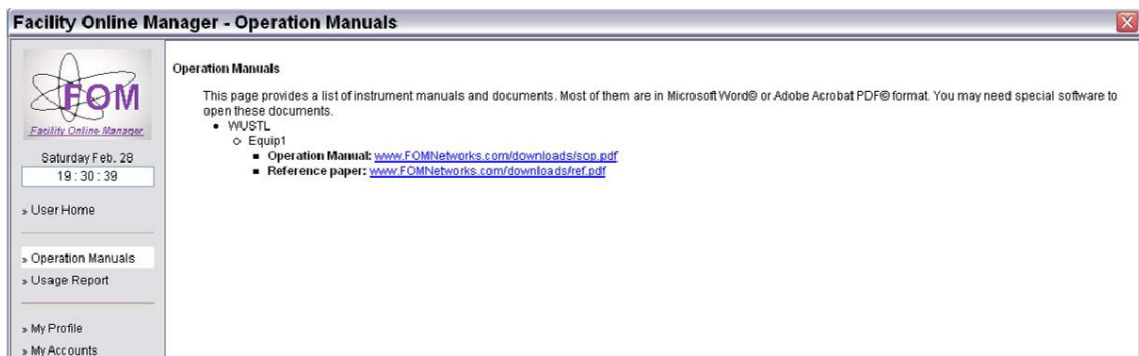 Facility Online Manager - Operation Manuals
FOM
Facility Online Manager
Saturday Feb. 28
19 : 30 : 39
» User Home
» Operation Manuals
» Usage Report
» My Profile
» My Accounts
Operation Manuals
This page provides a list of instrument manuals and documents. Most of them are in Microsoft Word© or Adobe Acrobat PDF© format. You may need special software to
open these documents.
• WUSTL
o Equip1
▪ Operation Manual: www.FOMNetworks.com/downloads/sop.pdf
▪ Reference paper: www.FOMNetworks.com/downloads/ref.pdf